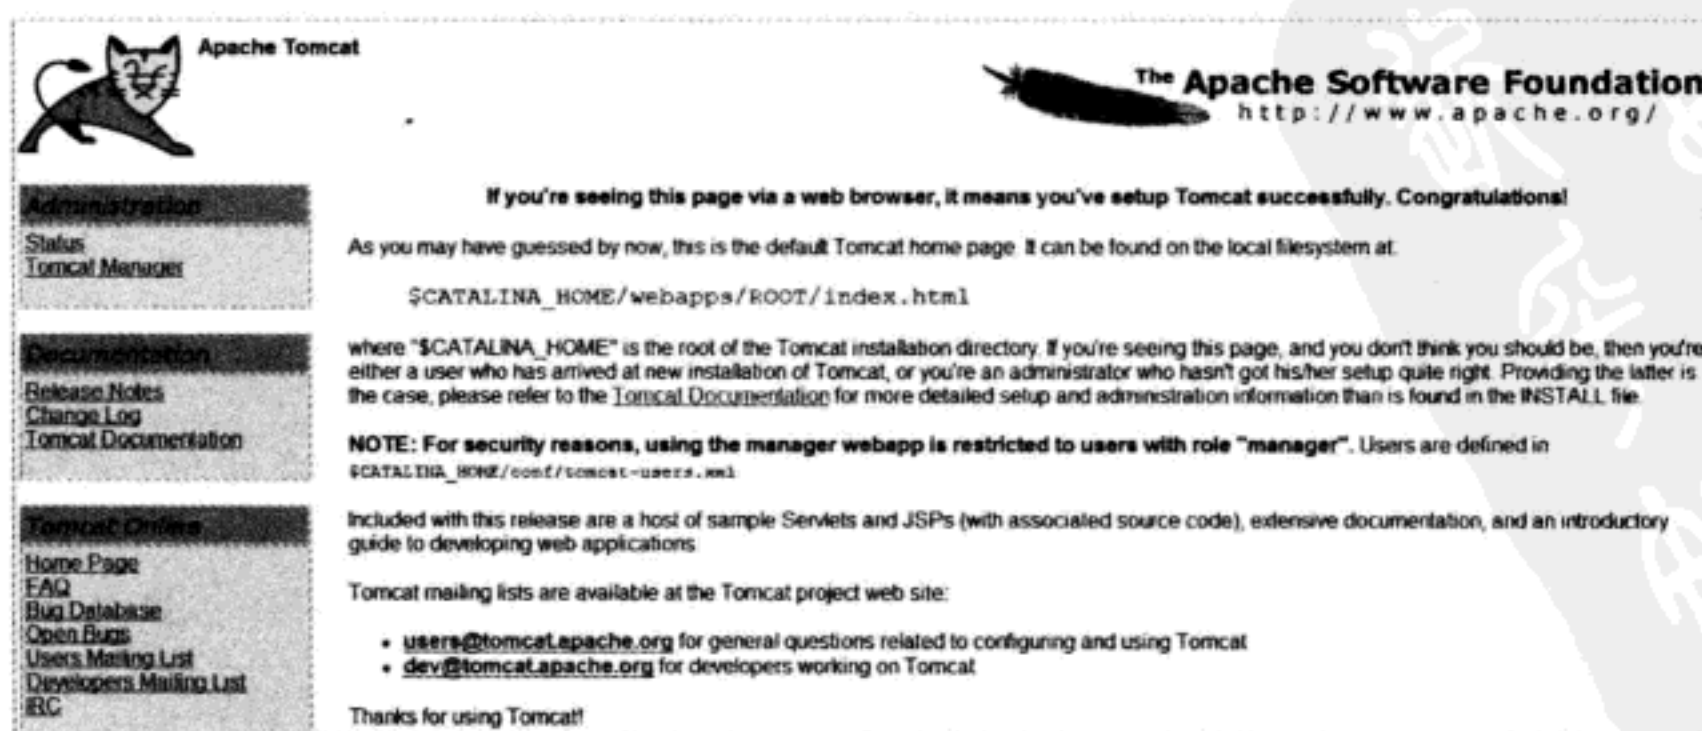 Apache Tomcat
The Apache Software Foundation
http://www.apache.org/
Administration
Status
Tomcat Manager
Documentation
Release Notes
Change Log
Tomcat Documentation
Tomcat Online
Home Page
FAQ
Bug Database
Open Bugs
Users Mailing List
Developers Mailing List
IRC
If you're seeing this page via a web browser, it means you've setup Tomcat successfully. Congratulations!
As you may have guessed by now, this is the default Tomcat home page. It can be found on the local filesystem at:
$CATALINA_HOME/webapps/ROOT/index.html
where "$CATALINA_HOME" is the root of the Tomcat installation directory. If you're seeing this page, and you don't think you should be, then you're
either a user who has arrived at new installation of Tomcat, or you're an administrator who hasn't got his/her setup quite right. Providing the latter is
the case, please refer to the Tomcat Documentation for more detailed setup and administration information than is found in the INSTALL file.
NOTE: For security reasons, using the manager webapp is restricted to users with role "manager". Users are defined in
$CATALINA_HOME/conf/tomcat-users.xml
Included with this release are a host of sample Servlets and JSPs (with associated source code), extensive documentation, and an introductory
guide to developing web applications.
Tomcat mailing lists are available at the Tomcat project web site:
• users@tomcat.apache.org for general questions related to configuring and using Tomcat
• dev@tomcat.apache.org for developers working on Tomcat
Thanks for using Tomcat!